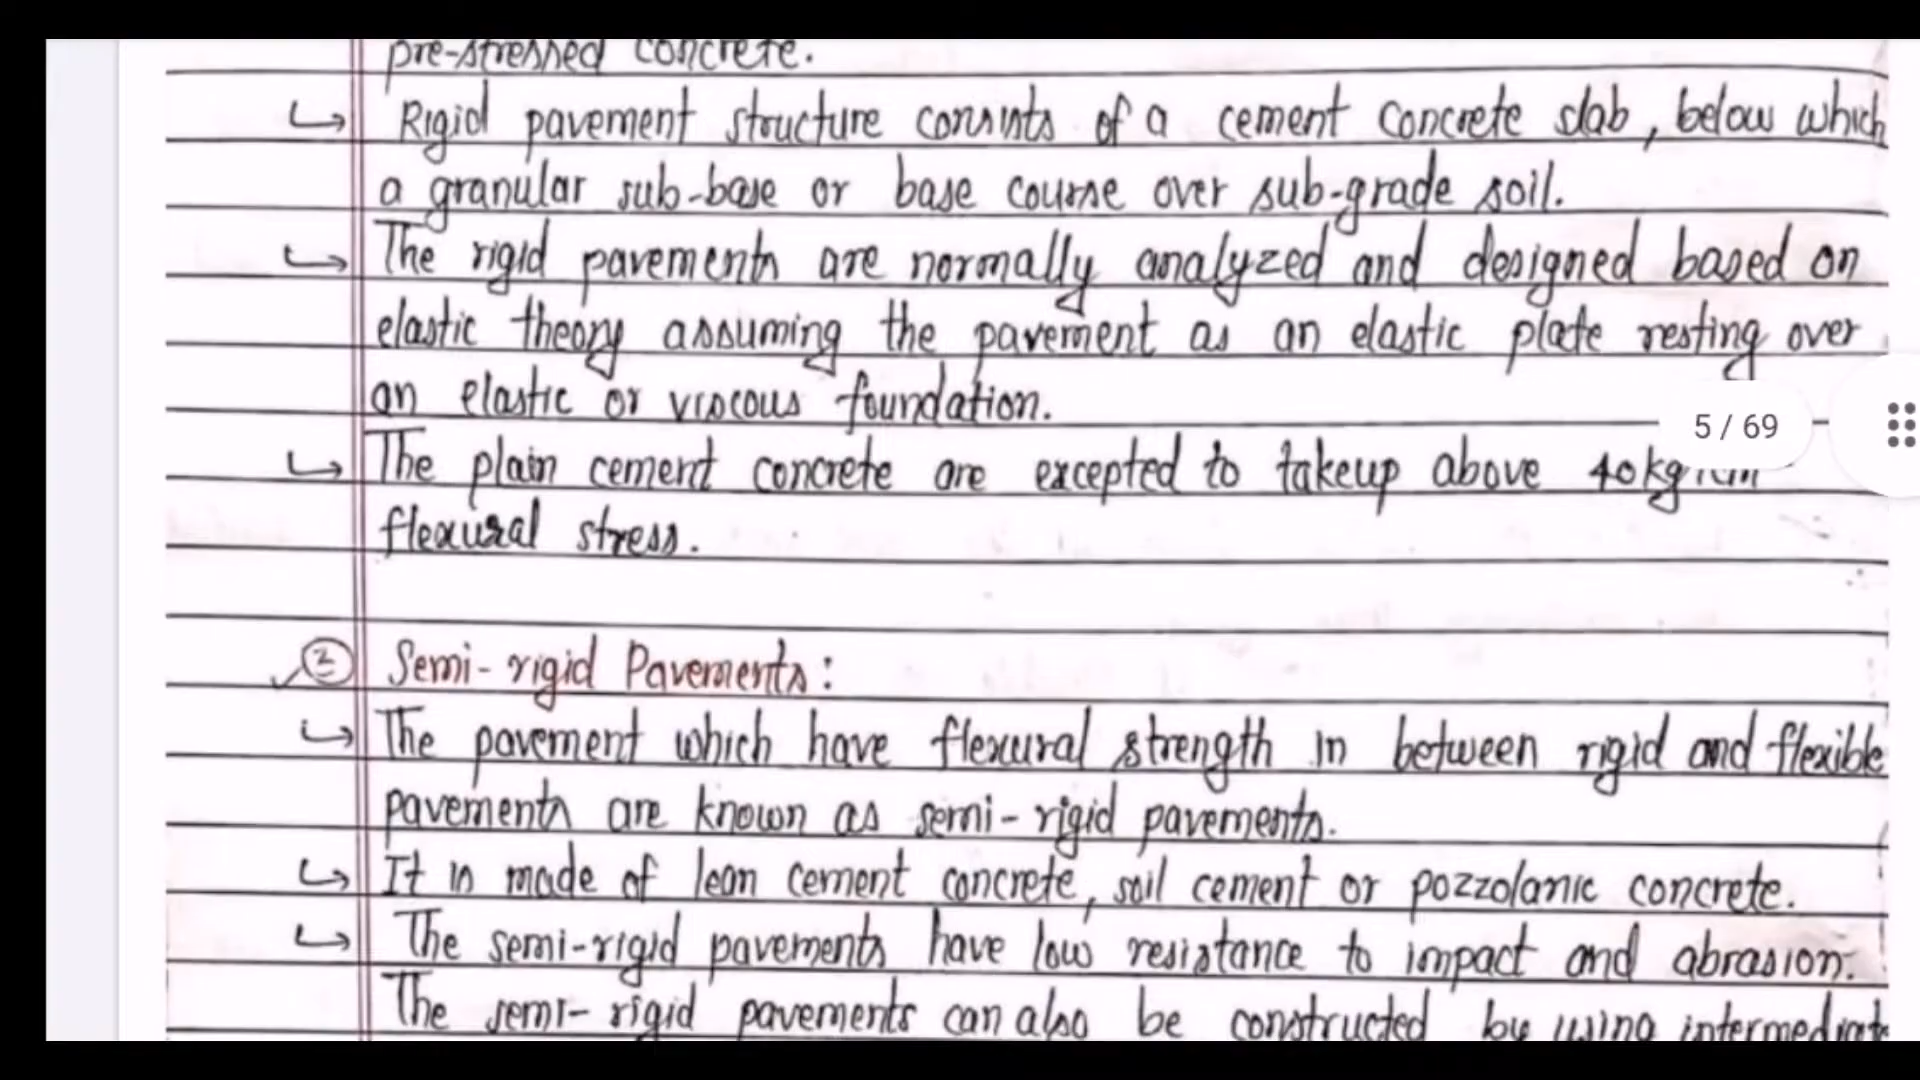 pre-stressed concrete.
↳ Rigid pavement structure consists of a cement concrete slab, below which
a granular sub-base or base course over sub-grade soil.
↳ The rigid pavements are normally analyzed and designed based on
elastic theory assuming the pavement as an elastic plate resting over
an elastic or viscous foundation.
5 / 69
↳ The plain cement concrete are excepted to takeup above 40kg
flexural stress.
② Semi-rigid Pavements:
↳ The pavement which have flexural strength in between rigid and flexible
pavements are known as semi-rigid pavements.
↳ It is made of lean cement concrete, soil cement or pozzolanic concrete.
↳ The semi-rigid pavements have low resistance to impact and abrasion.
The semi-rigid pavements can also be constructed by using intermediate